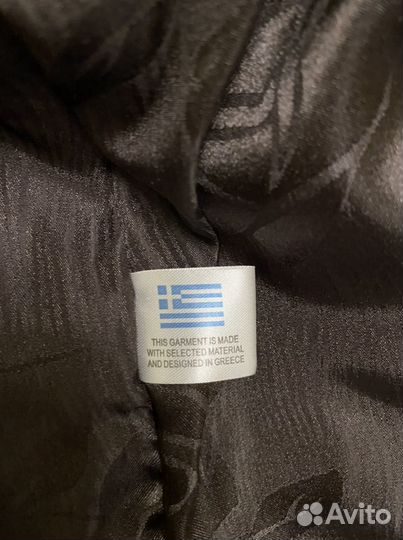 THIS GARMENT IS MADE
WITH SELECTED MATERIAL
AND DESIGNED IN GREECE
Avito